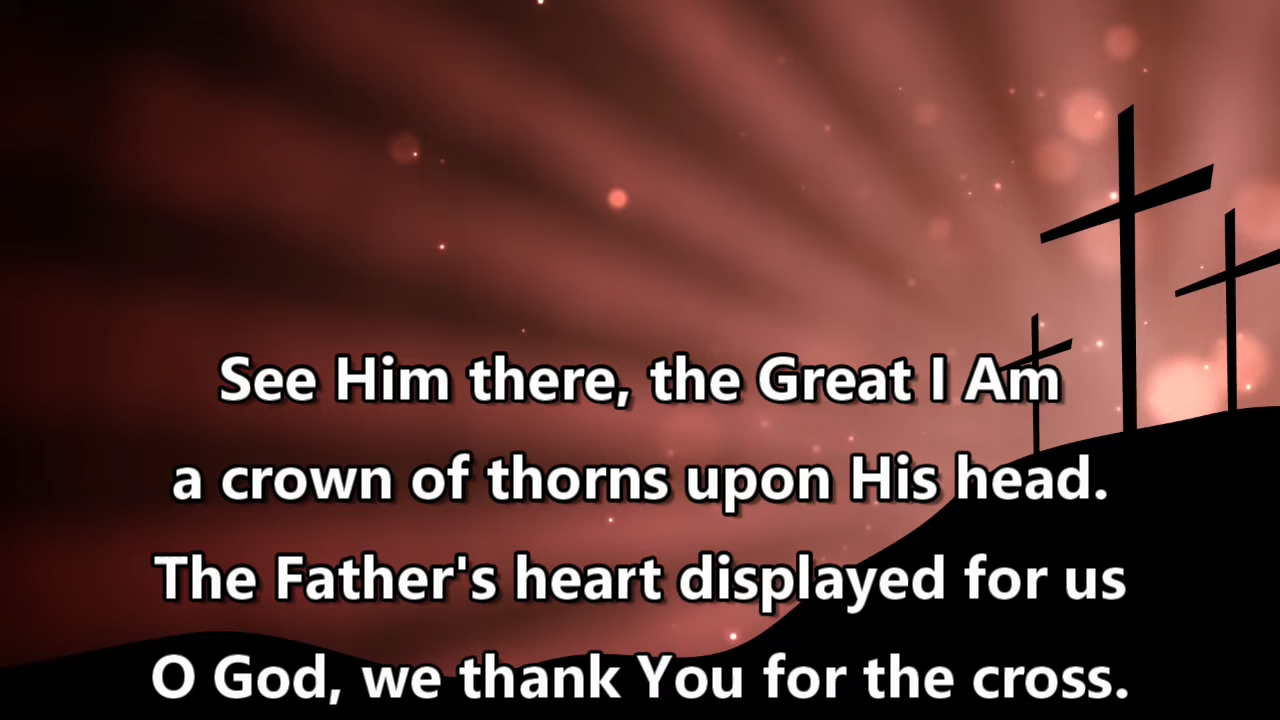 See Him there, the Great I Am
a crown of thorns upon His head.
The Father's heart displayed for us
O God, we thank You for the cross.